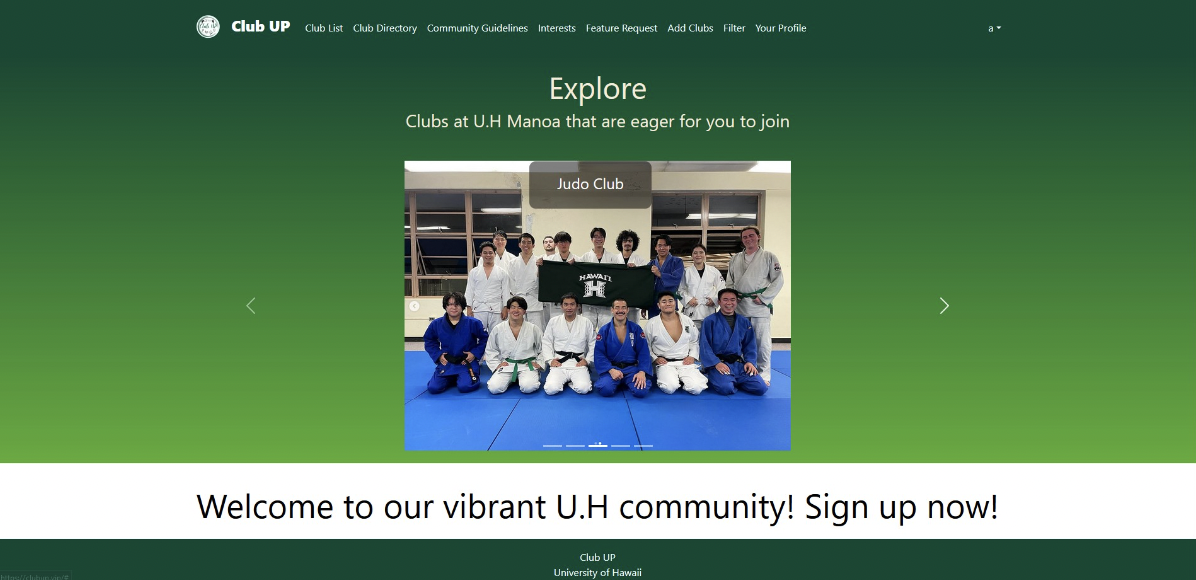 Club UP Club List Club Directory Community Guidelines Interests Feature Request Add Clubs Filter Your Profile a
Explore
Clubs at U.H Manoa that are eager for you to join
Judo Club
HAWAI'I
H
Welcome to our vibrant U.H community! Sign up now!
Club UP
University of Hawaii